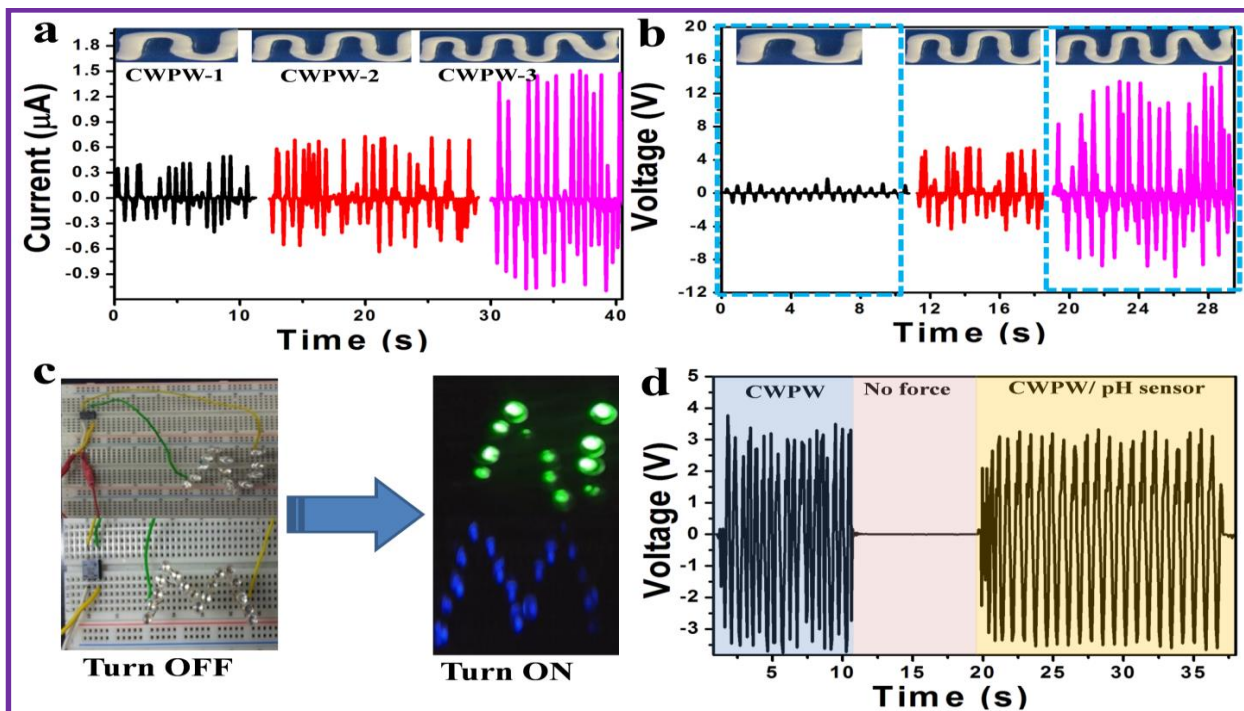 a
CWPW-1 CWPW-2 CWPW-3
Current (µA)
1.8
1.5
1.2
0.9
0.6
0.3
0.0
-0.3
-0.6
-0.9
0 10 20 30 40
Time (s)
b
Voltage (V)
20
16
12
8
4
0
-4
-8
-12
0 4 8 12 16 20 24 28
Time (s)
c
Turn OFF
Turn ON
d
CWPW No force CWPW/ pH sensor
Voltage (V)
5
4
3
2
1
0
-1
-2
-3
5 10 15 20 25 30 35
Time (s)